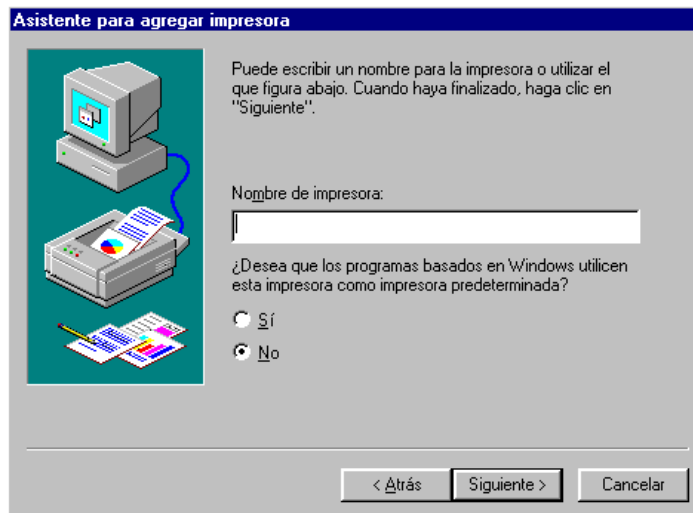 Asistente para agregar impresora
Puede escribir un nombre para la impresora o utilizar el
que figura abajo. Cuando haya finalizado, haga clic en
"Siguiente".
Nombre de impresora:
¿Desea que los programas basados en Windows utilicen
esta impresora como impresora predeterminada?
Sí
No
< Atrás Siguiente > Cancelar